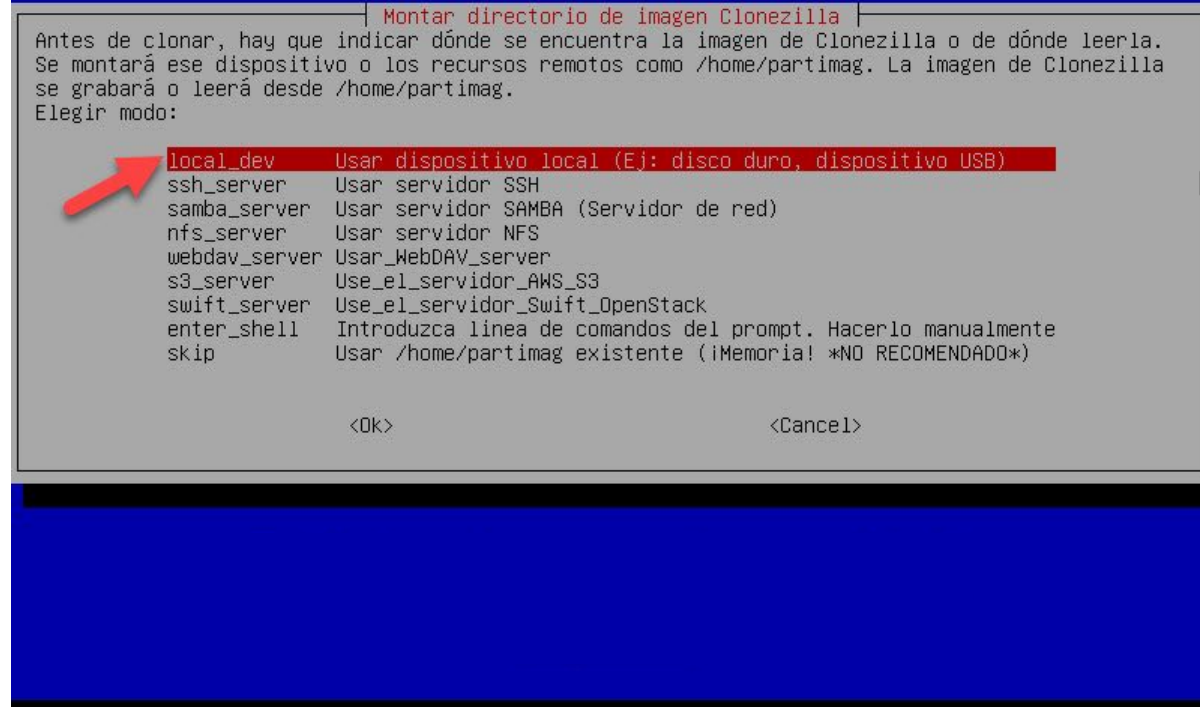 Montar directorio de imagen Clonezilla
Antes de clonar, hay que indicar dónde se encuentra la imagen de Clonezilla o de dónde leerla.
Se montará ese dispositivo o los recursos remotos como /home/partimag. La imagen de Clonezilla
se grabará o leerá desde /home/partimag.
Elegir modo:
local_dev Usar dispositivo local (Ej: disco duro, dispositivo USB)
ssh_server Usar servidor SSH
samba_server Usar servidor SAMBA (Servidor de red)
nfs_server Usar servidor NFS
webdav_server Usar_WebDAV_server
s3_server Use_el_servidor_AWS_S3
swift_server Use_el_servidor_Swift_OpenStack
enter_shell Introduzca linea de comandos del prompt. Hacerlo manualmente
skip Usar /home/partimag existente (¡Memoria! *NO RECOMENDADO*)
<Ok> <Cancel>